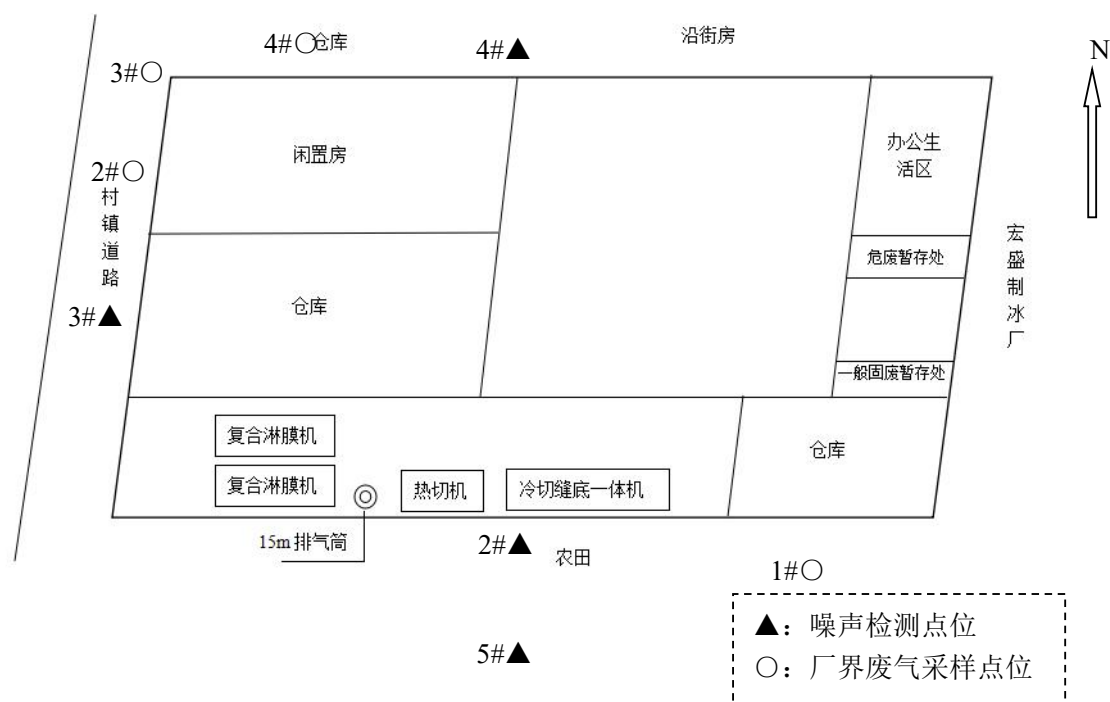 4#○仓库
4#▲
沿街房
N
3#○
闲置房
办公生
活区
2#○
村镇道路
宏盛制冰厂
危废暂存处
仓库
3#▲
一般固废暂存处
复合淋膜机
仓库
复合淋膜机
热切机
冷切缝底一体机
15m 排气筒
2#▲
农田
1#○
▲：噪声检测点位
5#▲
○：厂界废气采样点位